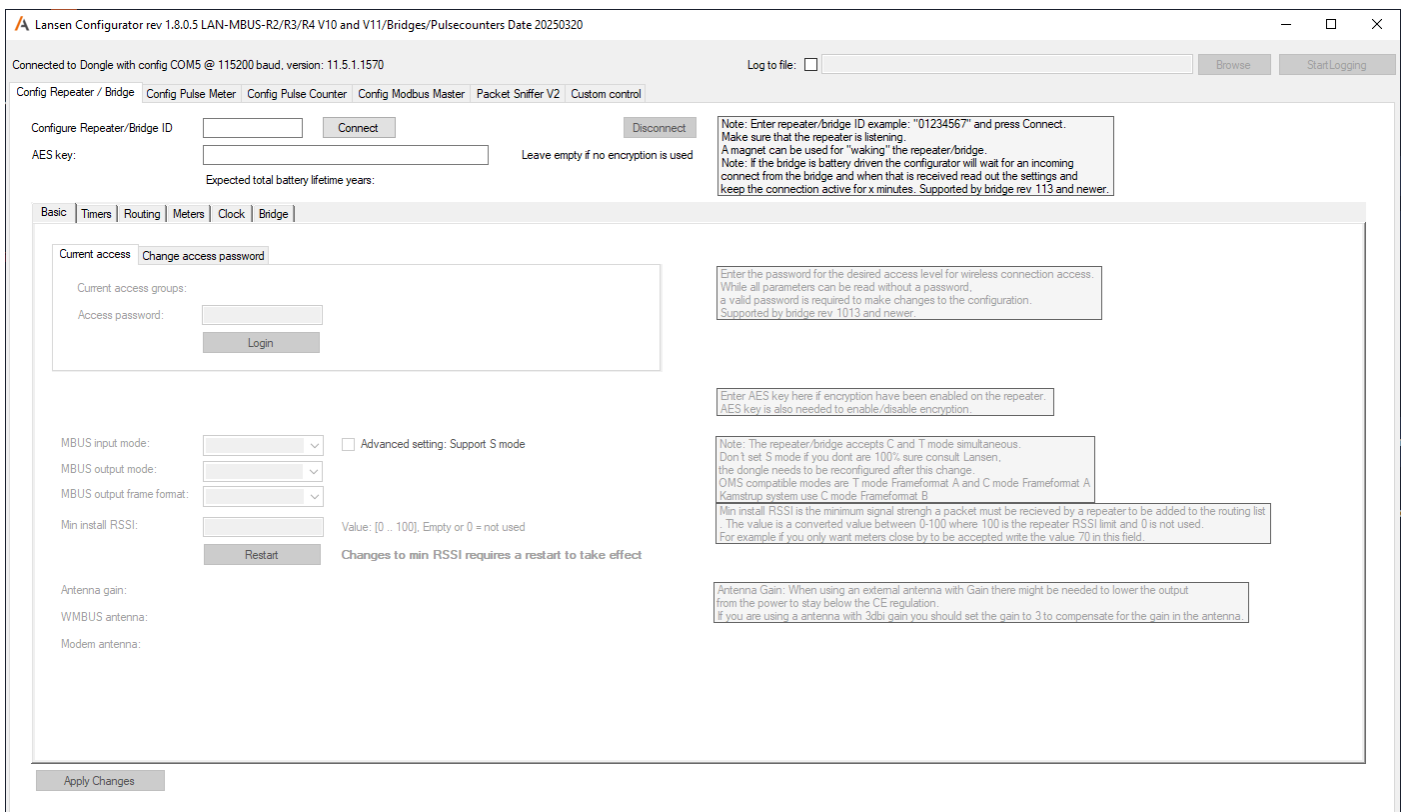 Lansen Configurator rev 1.8.0.5 LAN-MBUS-R2/R3/R4 V10 and V11/Bridges/Pulsecounters Date 20250320
Connected to Dongle with config COM5 @ 115200 baud, version: 11.5.1.1570
Log to file:
Browse
Start Logging
Config Repeater / Bridge
Config Pulse Meter
Config Pulse Counter
Config Modbus Master
Packet Sniffer V2
Custom control
Configure Repeater/Bridge ID
Connect
Disconnect
AES key:
Leave empty if no encryption is used
Expected total battery lifetime years:
Note: Enter repeater/bridge ID example: "01234567" and press Connect.
Make sure that the repeater is listening.
A magnet can be used for "waking" the repeater/bridge.
Note: If the bridge is battery driven the configurator will wait for an incoming
connect from the bridge and when that is received read out the settings and
keep the connection active for x minutes. Supported by bridge rev 113 and newer.
Basic
Timers
Routing
Meters
Clock
Bridge
Current access
Change access password
Current access groups:
Access password:
Login
Enter the password for the desired access level for wireless connection access.
While all parameters can be read without a password,
a valid password is required to make changes to the configuration.
Supported by bridge rev 1013 and newer.
Enter AES key here if encryption have been enabled on the repeater.
AES key is also needed to enable/disable encryption.
MBUS input mode:
Advanced setting: Support S mode
MBUS output mode:
MBUS output frame format:
Note: The repeater/bridge accepts C and T mode simultaneous.
Don't set S mode if you dont are 100% sure consult Lansen,
the dongle needs to be reconfigured after this change.
OMS compatible modes are T mode Frameformat A and C mode Frameformat A
Kamstrup system use C mode Frameformat B
Min install RSSI:
Value: [0 .. 100], Empty or 0 = not used
Restart
Changes to min RSSI requires a restart to take effect
Min install RSSI is the minimum signal strengh a packet must be recieved by a repeater to be added to the routing list
. The value is a converted value between 0-100 where 100 is the repeater RSSI limit and 0 is not used.
For example if you only want meters close by to be accepted write the value 70 in this field.
Antenna gain:
WMBUS antenna:
Modem antenna:
Antenna Gain: When using an external antenna with Gain there might be needed to lower the output
from the power to stay below the CE regulation.
If you are using a antenna with 3dbi gain you should set the gain to 3 to compensate for the gain in the antenna.
Apply Changes